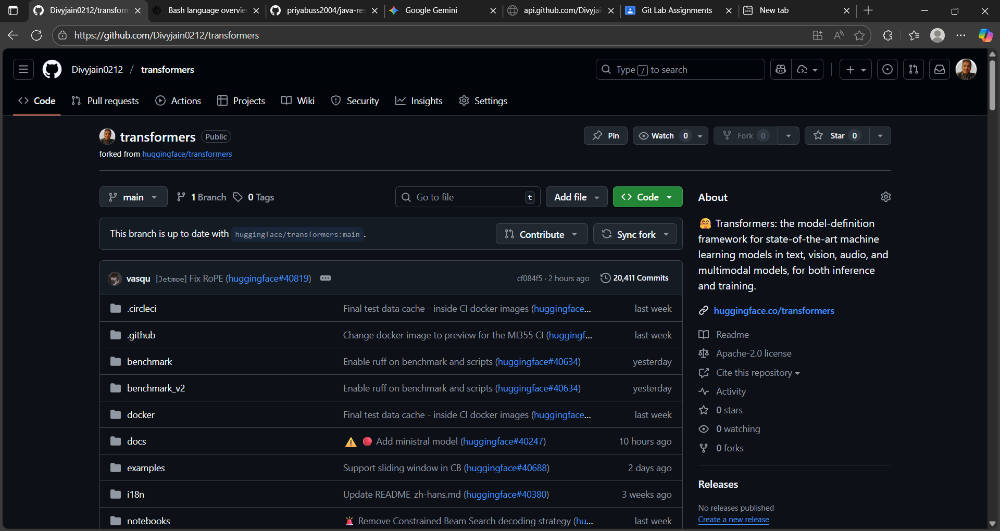 Divyjain0212/transforn
Bash language overvie
priyabuss2004/java-res
Google Gemini
api.github.com/Divyjai
Git Lab Assignments
New tab
https://github.com/Divyjain0212/transformers
Divyjain0212 / transformers
Type / to search
Code
Pull requests
Actions
Projects
Wiki
Security
Insights
Settings
transformers Public
Pin
Watch 0
Fork 0
Star 0
forked from huggingface/transformers
main
1 Branch
0 Tags
Go to file t
Add file
Code
This branch is up to date with huggingface/transformers:main .
Contribute
Sync fork
vasqu [Jetmoe] Fix RoPE (huggingface#40819)
cf084f5 · 2 hours ago
20,411 Commits
.circleci Final test data cache - inside CI docker images (huggingface... last week
.github Change docker image to preview for the MI355 CI (huggingf... last week
benchmark Enable ruff on benchmark and scripts (huggingface#40634) yesterday
benchmark_v2 Enable ruff on benchmark and scripts (huggingface#40634) yesterday
docker Final test data cache - inside CI docker images (huggingface... last week
docs ⚠️ 🔴 Add ministral model (huggingface#40247) 10 hours ago
examples Support sliding window in CB (huggingface#40688) 2 days ago
i18n Update README_zh-hans.md (huggingface#40380) 3 weeks ago
notebooks 🚨 Remove Constrained Beam Search decoding strategy (hu... last week
About
🤗 Transformers: the model-definition
framework for state-of-the-art machine
learning models in text, vision, audio, and
multimodal models, for both inference
and training.
huggingface.co/transformers
Readme
Apache-2.0 license
Cite this repository
Activity
0 stars
0 watching
0 forks
Releases
No releases published
Create a new release